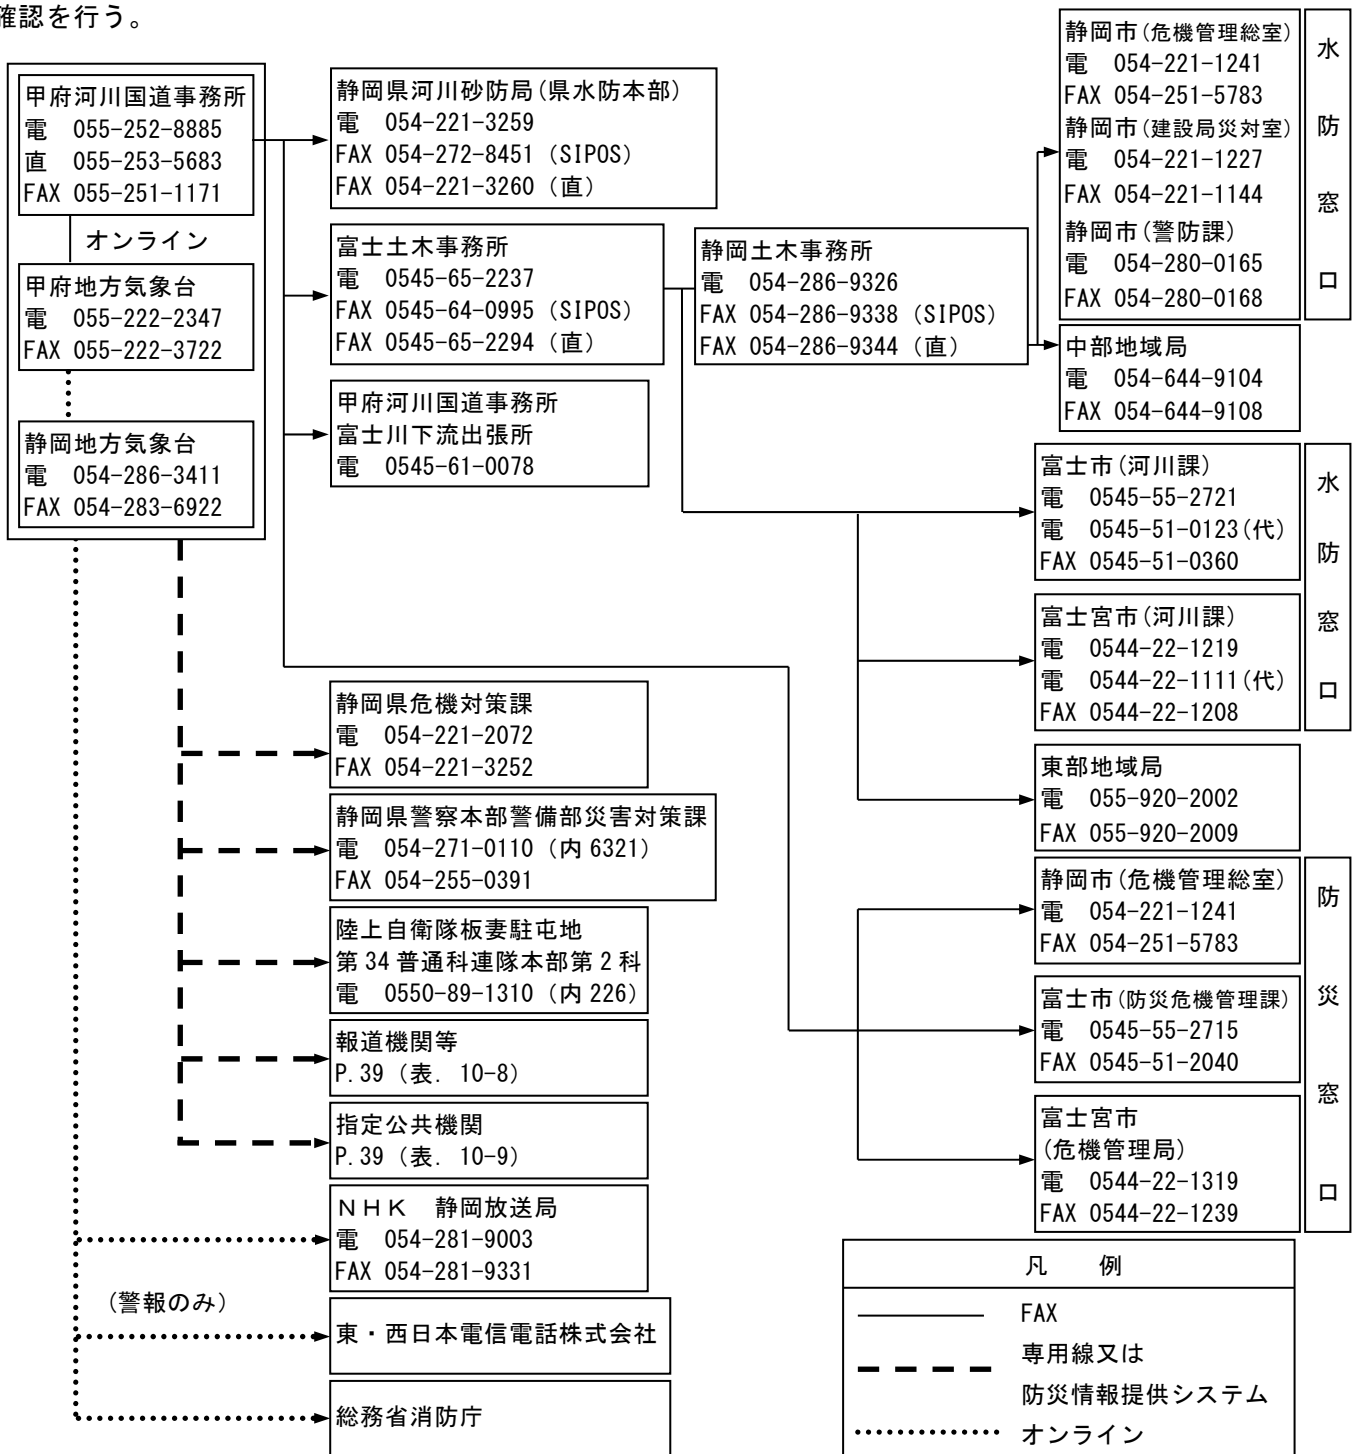 確認を行う。
甲府河川国道事務所
電　055-252-8885
直　055-253-5683
FAX 055-251-1171
オンライン
甲府地方気象台
電　055-222-2347
FAX 055-222-3722
静岡地方気象台
電　054-286-3411
FAX 054-283-6922
静岡県河川砂防局(県水防本部)
電　054-221-3259
FAX 054-272-8451（SIPOS）
FAX 054-221-3260（直）
富士土木事務所
電　0545-65-2237
FAX 0545-64-0995（SIPOS）
FAX 0545-65-2294（直）
甲府河川国道事務所
富士川下流出張所
電　0545-61-0078
静岡土木事務所
電　054-286-9326
FAX 054-286-9338（SIPOS）
FAX 054-286-9344（直）
静岡市(危機管理総室)
電　054-221-1241
FAX 054-251-5783
静岡市(建設局災対室)
電　054-221-1227
FAX 054-221-1144
静岡市(警防課)
電　054-280-0165
FAX 054-280-0168
水防窓口
中部地域局
電　054-644-9104
FAX 054-644-9108
富士市(河川課)
電　0545-55-2721
電　0545-51-0123(代)
FAX 0545-51-0360
富士宮市(河川課)
電　0544-22-1219
電　0544-22-1111(代)
FAX 0544-22-1208
水防窓口
東部地域局
電　055-920-2002
FAX 055-920-2009
静岡市(危機管理総室)
電　054-221-1241
FAX 054-251-5783
富士市(防災危機管理課)
電　0545-55-2715
FAX 0545-51-2040
富士宮市
(危機管理局)
電　0544-22-1319
FAX 0544-22-1239
防災窓口
静岡県危機対策課
電　054-221-2072
FAX 054-221-3252
静岡県警察本部警備部災害対策課
電　054-271-0110（内 6321）
FAX 054-255-0391
陸上自衛隊板妻駐屯地
第 34 普通科連隊本部第 2 科
電　0550-89-1310（内 226）
報道機関等
P.39（表. 10-8）
指定公共機関
P.39（表. 10-9）
ＮＨＫ　静岡放送局
電　054-281-9003
FAX 054-281-9331
（警報のみ）
東・西日本電信電話株式会社
総務省消防庁
凡　例
FAX
専用線又は
防災情報提供システム
オンライン